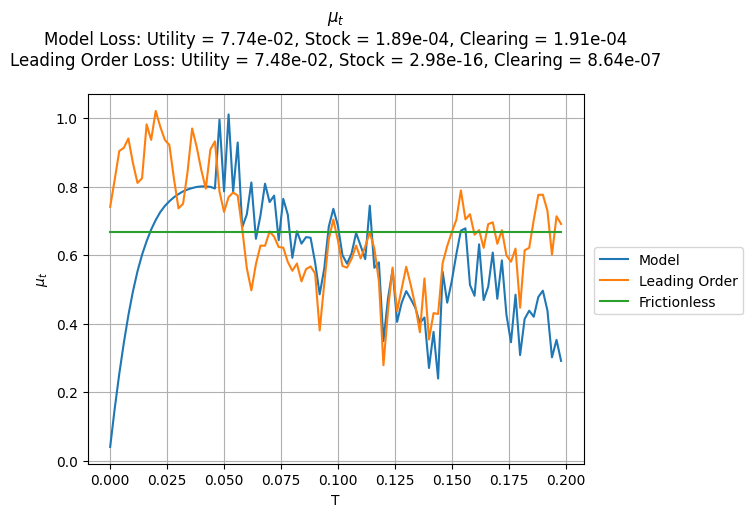 μₜ
Model Loss: Utility = 7.74e-02, Stock = 1.89e-04, Clearing = 1.91e-04
Leading Order Loss: Utility = 7.48e-02, Stock = 2.98e-16, Clearing = 8.64e-07
1.0
0.8
0.6
0.4
0.2
0.0
μₜ
0.000 0.025 0.050 0.075 0.100 0.125 0.150 0.175 0.200
T
Model
Leading Order
Frictionless